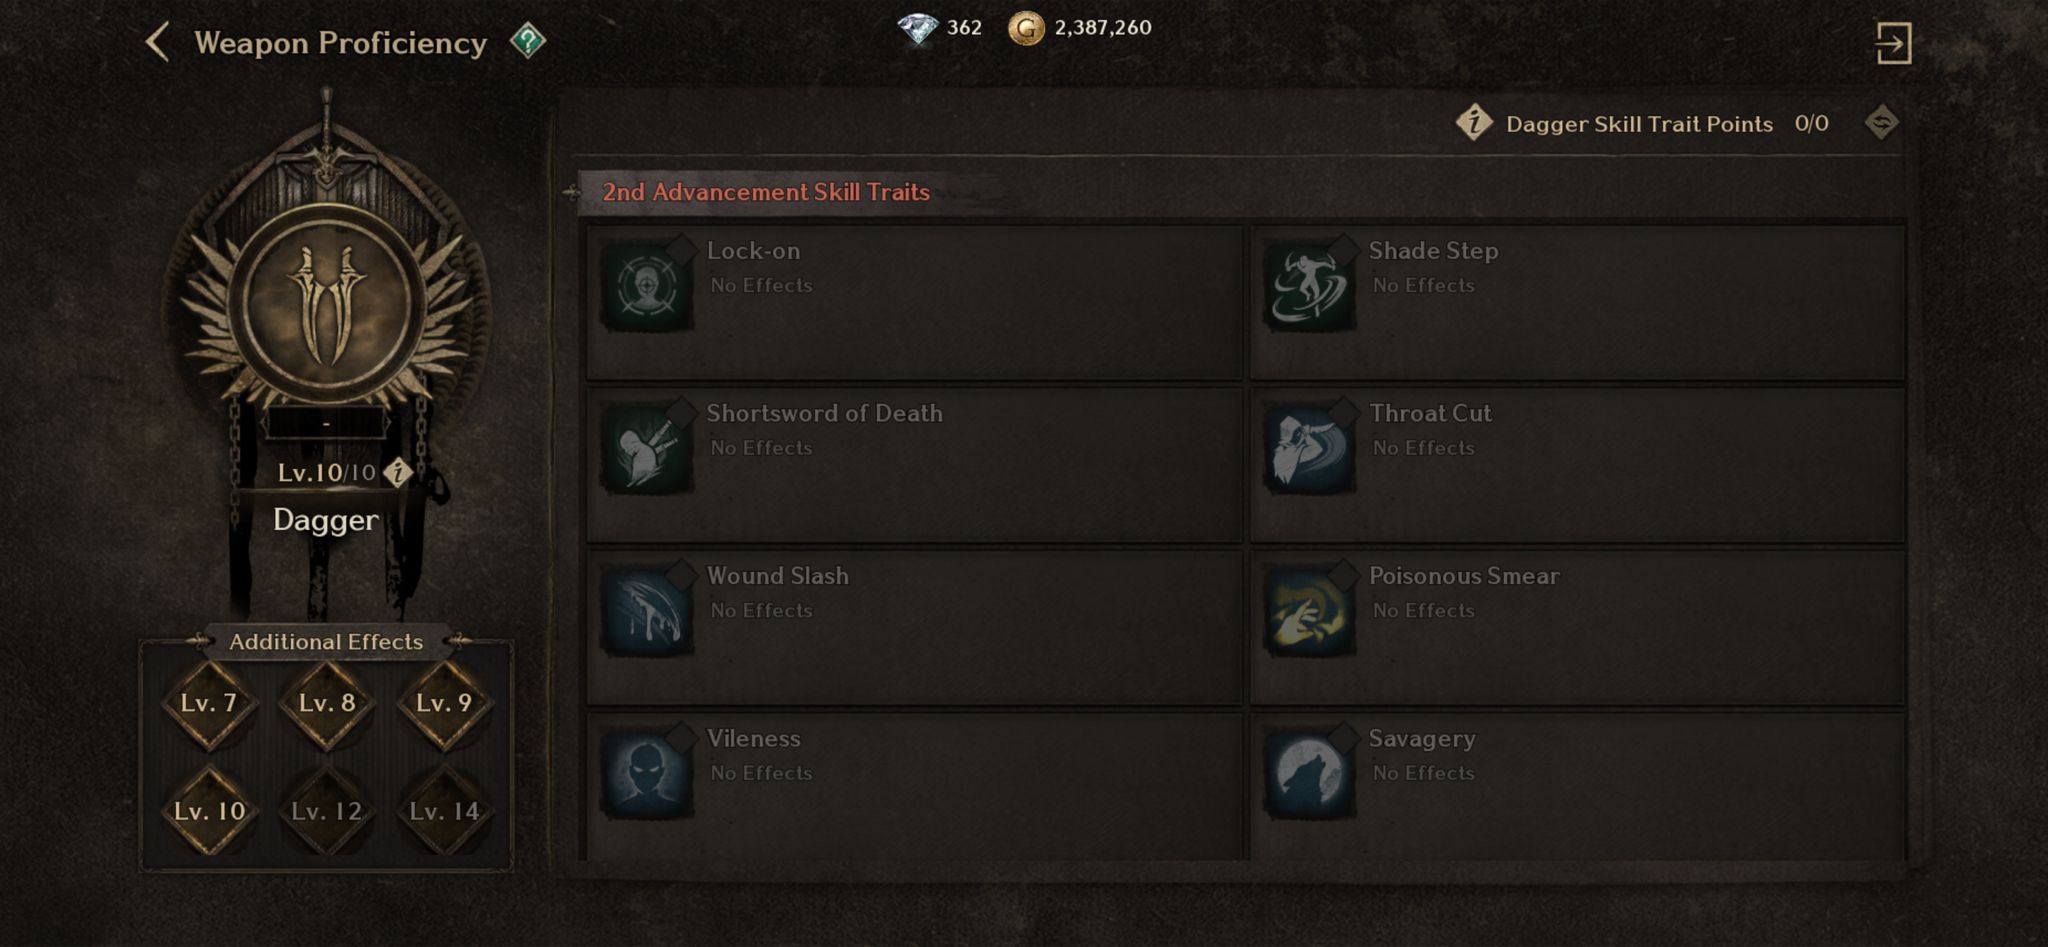 Weapon Proficiency ?
362 G 2,387,260
i Dagger Skill Trait Points 0/0
2nd Advancement Skill Traits
Lock-on
No Effects
Shade Step
No Effects
Shortsword of Death
No Effects
Throat Cut
No Effects
Wound Slash
No Effects
Poisonous Smear
No Effects
Vileness
No Effects
Savagery
No Effects
-
Lv.10/10 i
Dagger
Additional Effects
Lv. 7 Lv. 8 Lv. 9
Lv. 10 Lv. 12 Lv. 14